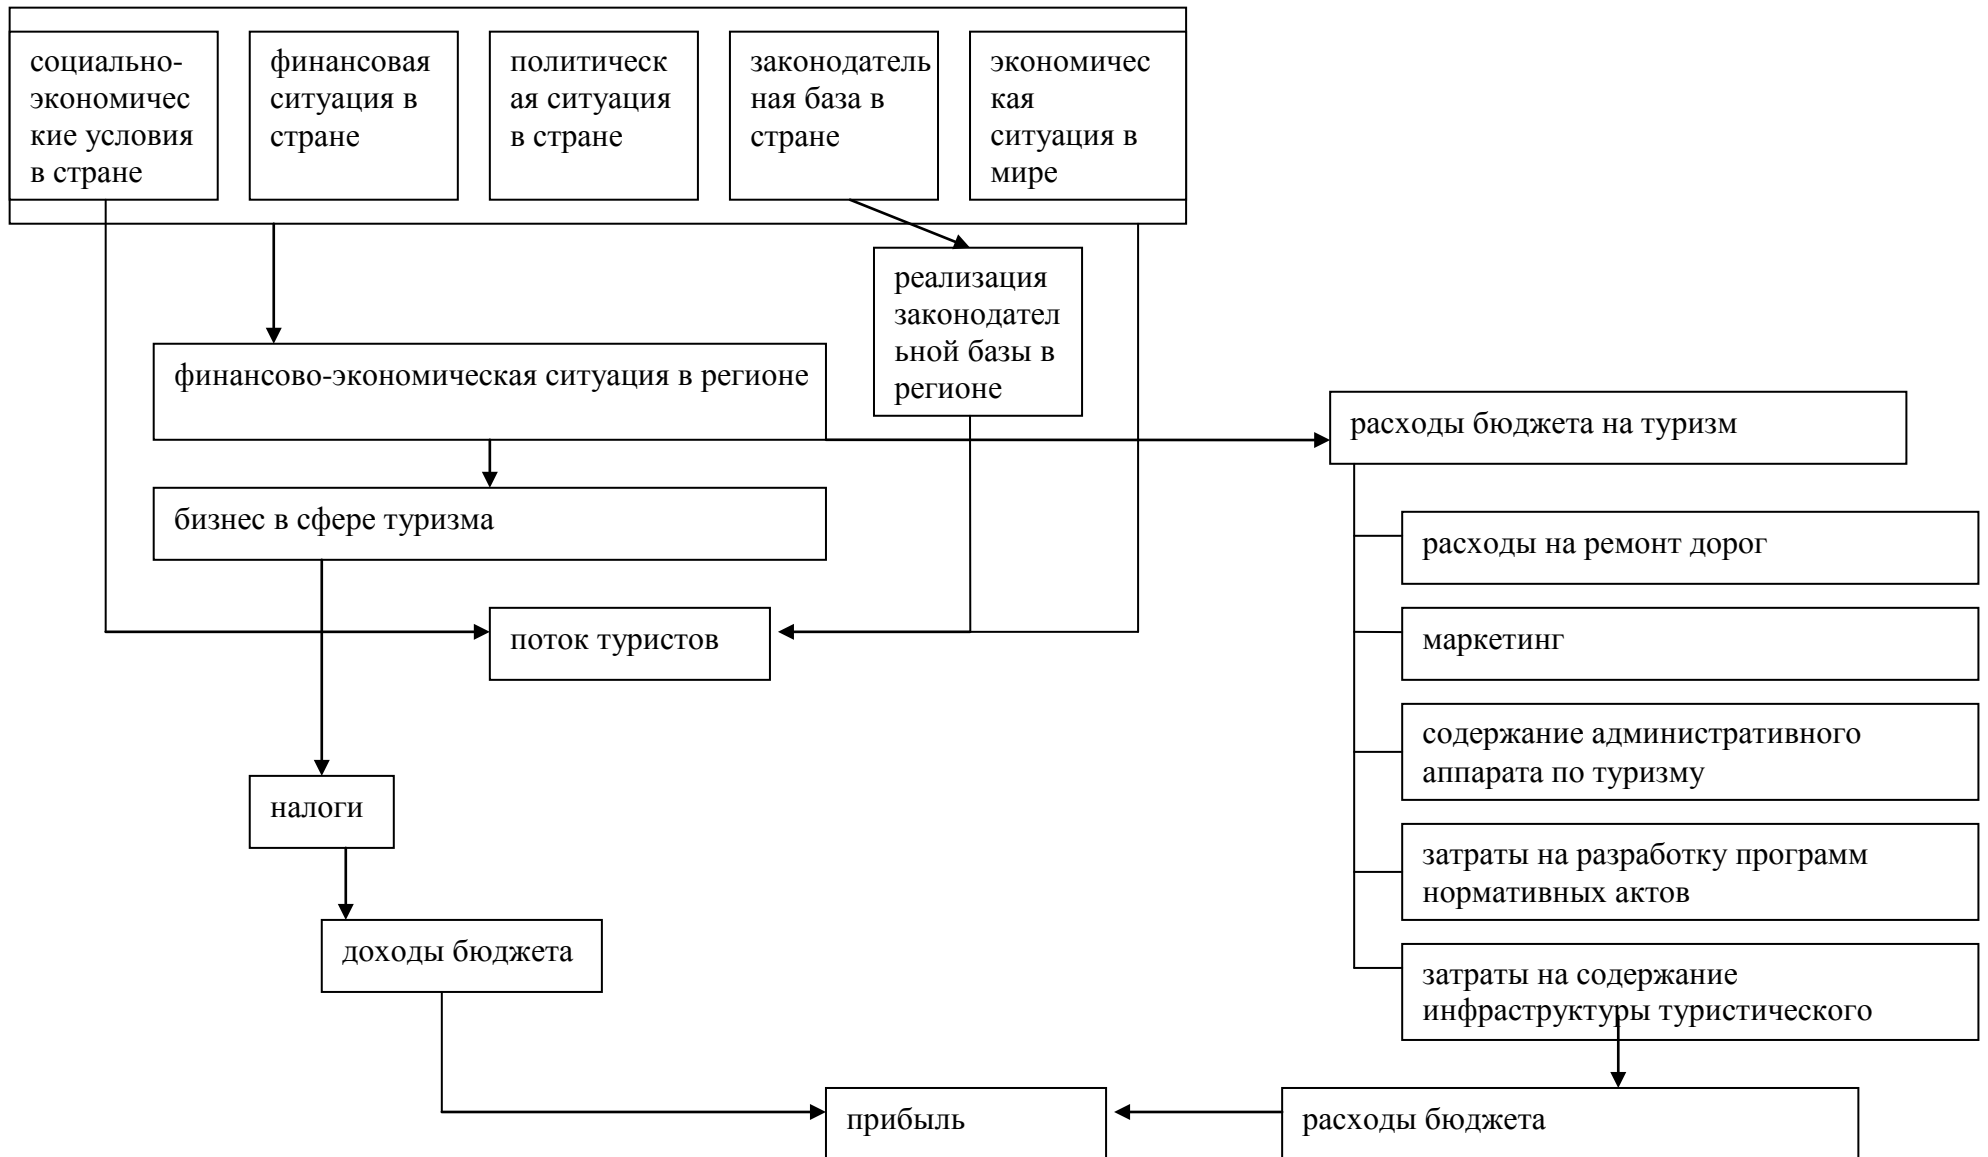 социально-
экономичес
кие условия
в стране
финансовая
ситуация в
стране
политическ
ая ситуация
в стране
законодатель
ная база в
стране
экономичес
кая
ситуация в
мире
реализация
законодател
ьной базы в
регионе
финансово-экономическая ситуация в регионе
расходы бюджета на туризм
бизнес в сфере туризма
расходы на ремонт дорог
поток туристов
маркетинг
содержание административного
аппарата по туризму
налоги
затраты на разработку программ
нормативных актов
доходы бюджета
затраты на содержание
инфраструктуры туристического
прибыль
расходы бюджета